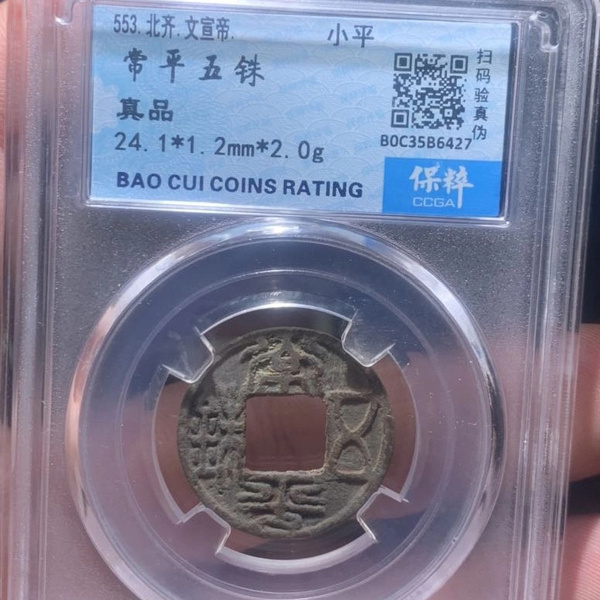 553.北齐.文宣帝. 小平
常平五铢
真品
24.1*1.2mm*2.0g
BAO CUI COINS RATING
扫码验真伪
B0C35B6427
保粹
CCGA
常平五銖